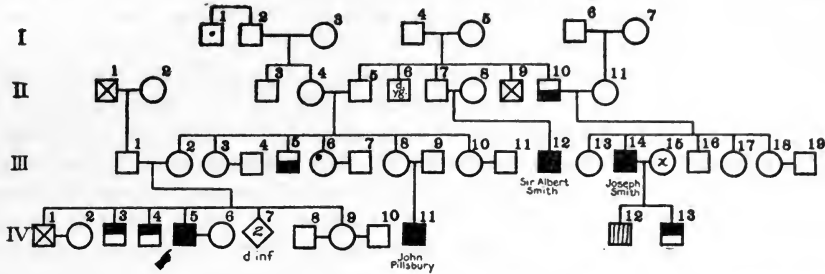 I 1 2 3 4 5 6 7
II 1 2 3 4 5 6 7 8 9 10 11
d. yg.
III 1 2 3 4 5 6 7 8 9 10 11 12 13 14 15 16 17 18 19
x
Sir Albert
Smith
Joseph
Smith
IV 1 2 3 4 5 6 7 8 9 10 11 12 13
2
d inf
John
Pillsbury